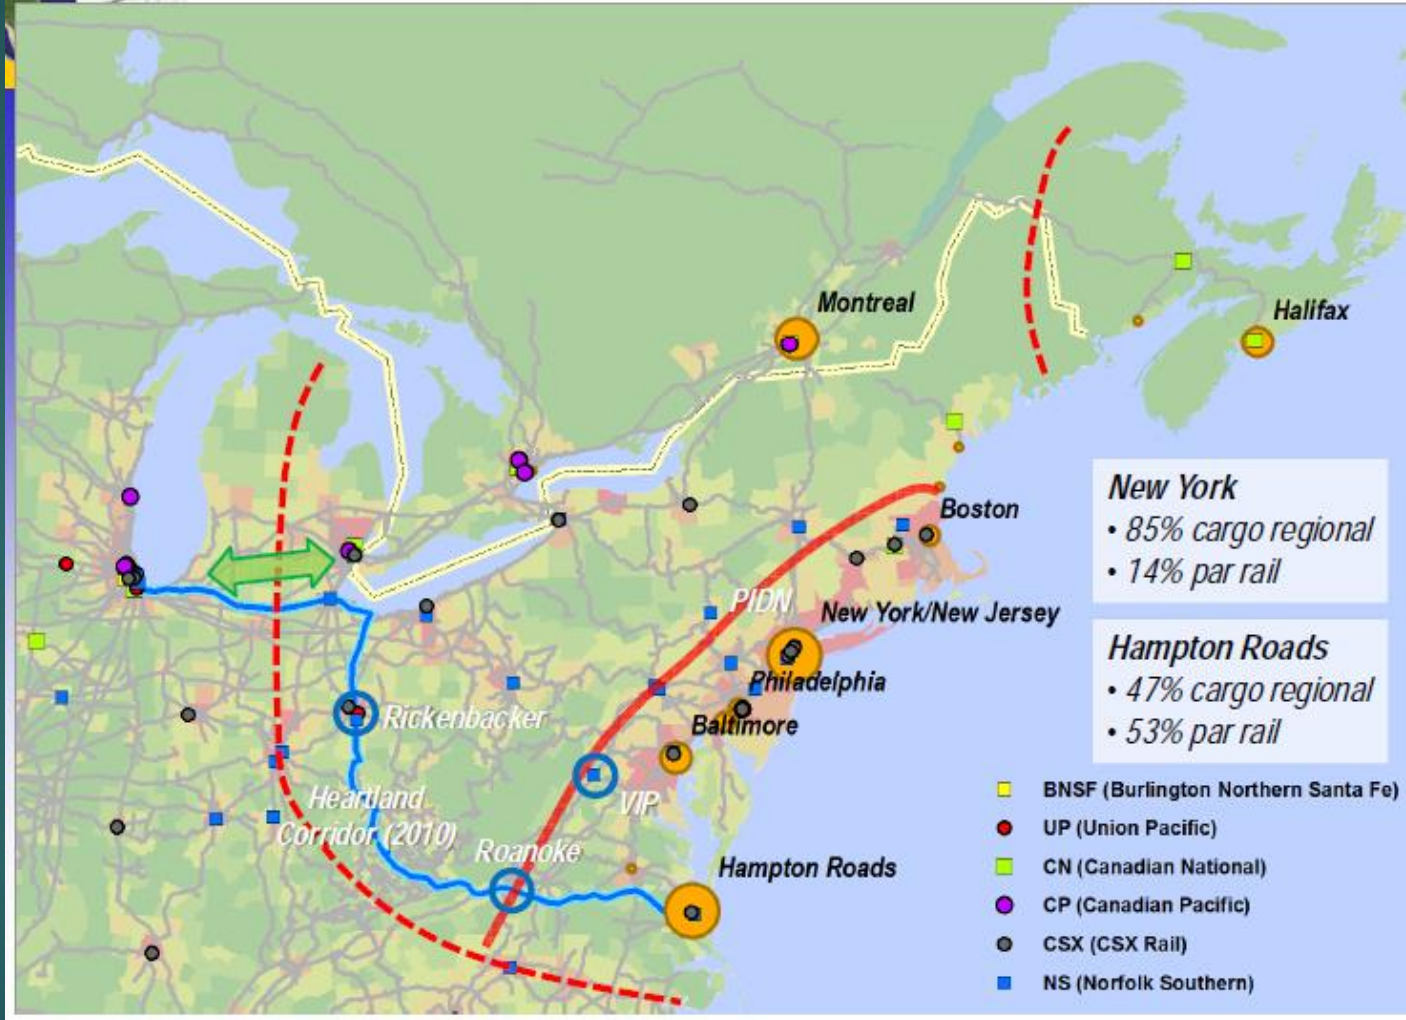 Montreal
Halifax
New York
• 85% cargo regional
• 14% par rail
Boston
PIDN
New York/New Jersey
Hampton Roads
• 47% cargo regional
• 53% par rail
Philadelphia
Rickenbacker
Baltimore
VIP
Heartland
Corridor (2010)
Roanoke
Hampton Roads
BNSF (Burlington Northern Santa Fe)
UP (Union Pacific)
CN (Canadian National)
CP (Canadian Pacific)
CSX (CSX Rail)
NS (Norfolk Southern)